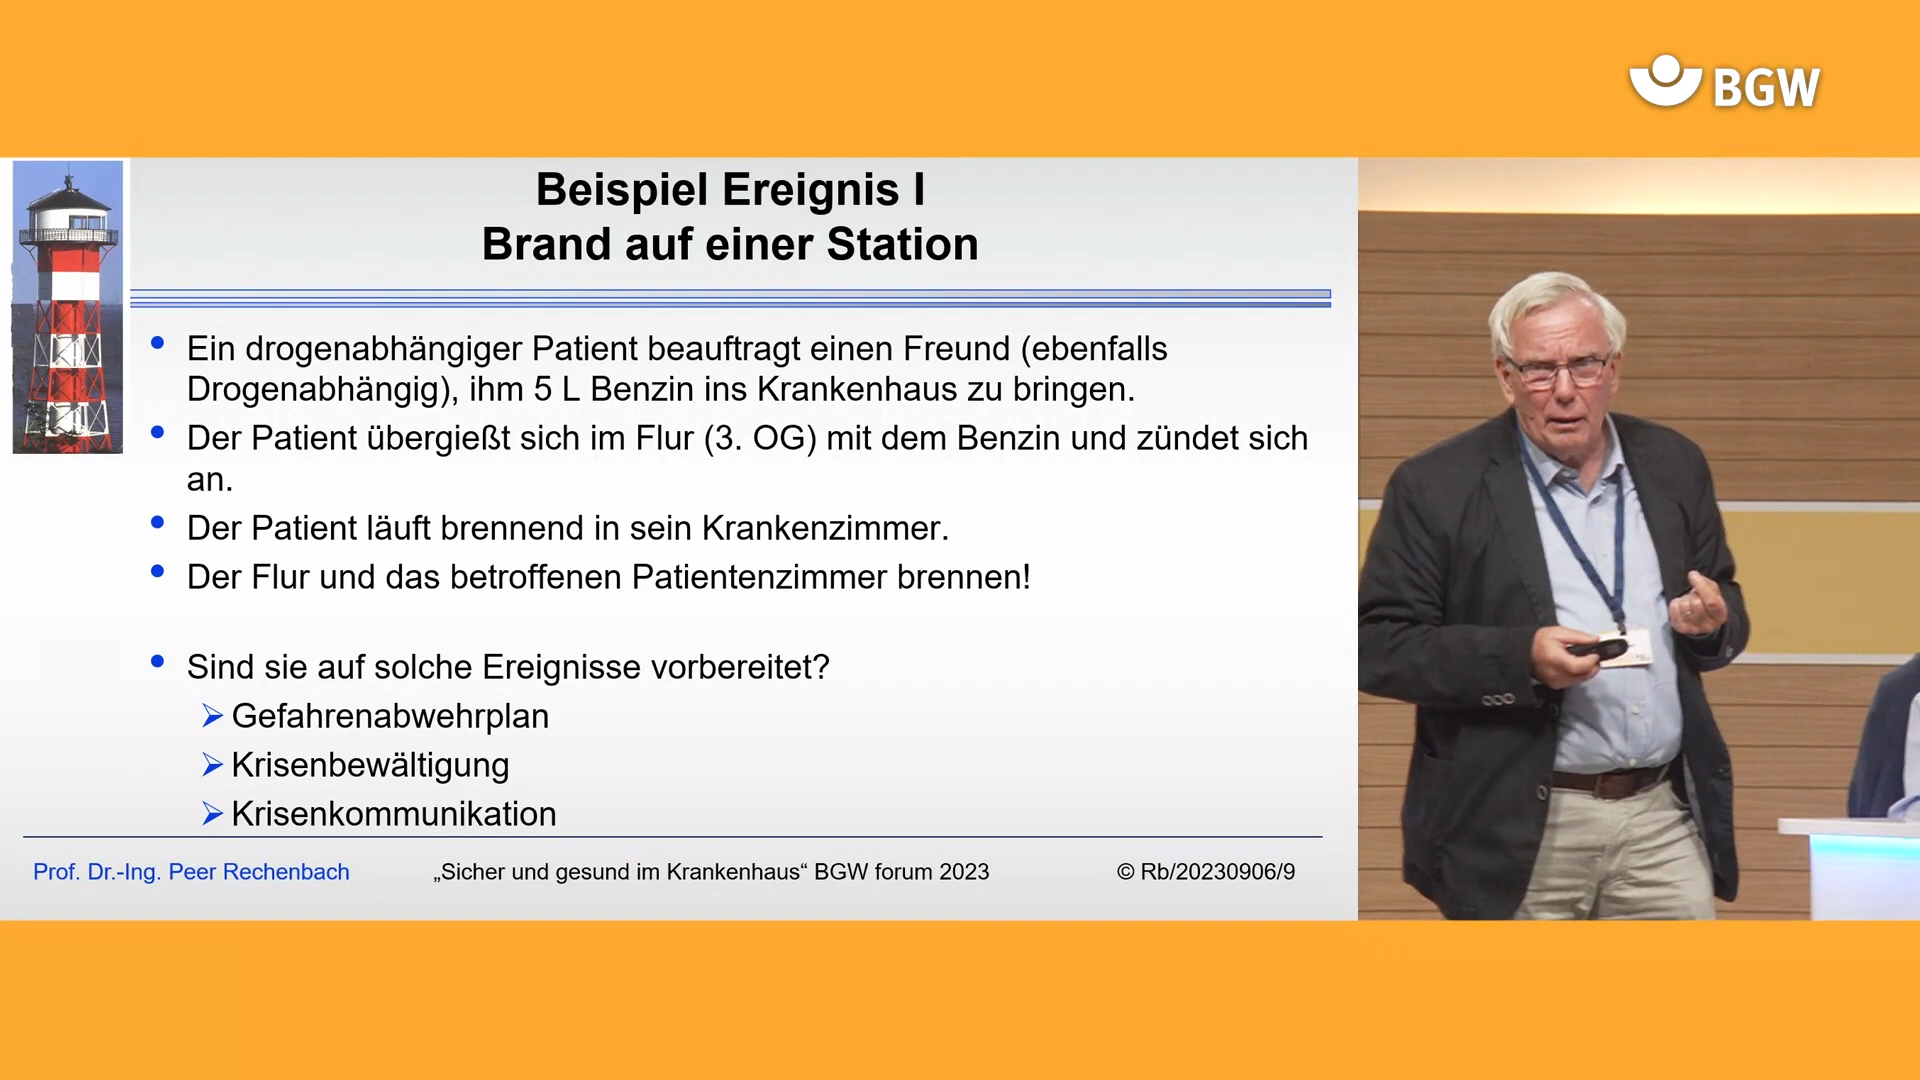 BGW
Beispiel Ereignis I
Brand auf einer Station
• Ein drogenabhängiger Patient beauftragt einen Freund (ebenfalls
Drogenabhängig), ihm 5 L Benzin ins Krankenhaus zu bringen.
• Der Patient übergießt sich im Flur (3. OG) mit dem Benzin und zündet sich
an.
• Der Patient läuft brennend in sein Krankenzimmer.
• Der Flur und das betroffenen Patientenzimmer brennen!
• Sind sie auf solche Ereignisse vorbereitet?
➢ Gefahrenabwehrplan
➢ Krisenbewältigung
➢ Krisenkommunikation
Prof. Dr.-Ing. Peer Rechenbach „Sicher und gesund im Krankenhaus“ BGW forum 2023 © Rb/20230906/9